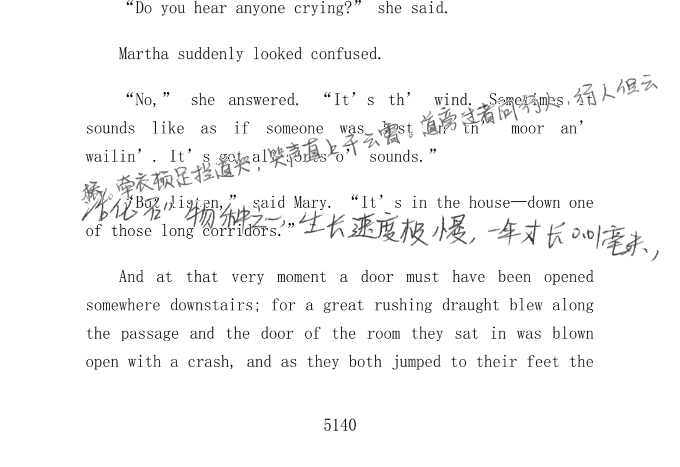 “Do you hear anyone crying?” she said.
Martha suddenly looked confused.
“No,” she answered. “It’s th’ wind. Sometimes it
sounds like as if someone was lost on th’ moor an’
wailin’. It’s got all sorts o’ sounds.”
桥。牵衣顿足拦道哭，哭声直上干云霄。道旁过者问行人，行人但云
“But listen,” said Mary. “It’s in the house—down one
of those long corridors.”
活化石”物种之一，生长速度极慢，一年才长0.01毫米，
And at that very moment a door must have been opened
somewhere downstairs; for a great rushing draught blew along
the passage and the door of the room they sat in was blown
open with a crash, and as they both jumped to their feet the
5140